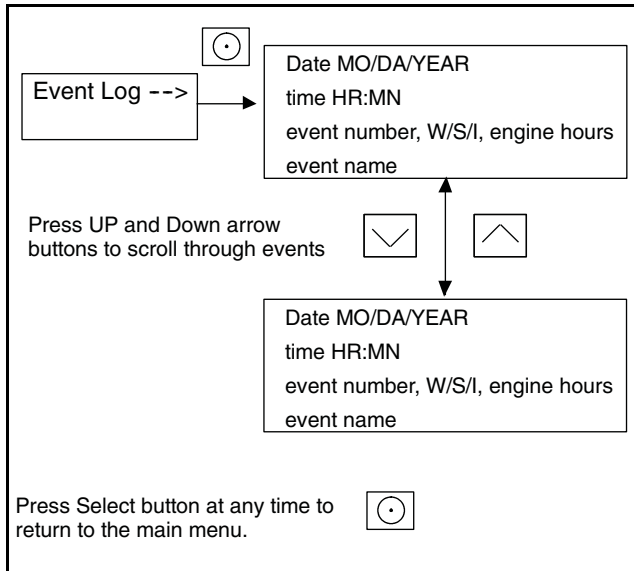 Event Log -->
Date MO/DA/YEAR
time HR:MN
event number, W/S/I, engine hours
event name
Press UP and Down arrow
buttons to scroll through events
Date MO/DA/YEAR
time HR:MN
event number, W/S/I, engine hours
event name
Press Select button at any time to
return to the main menu.